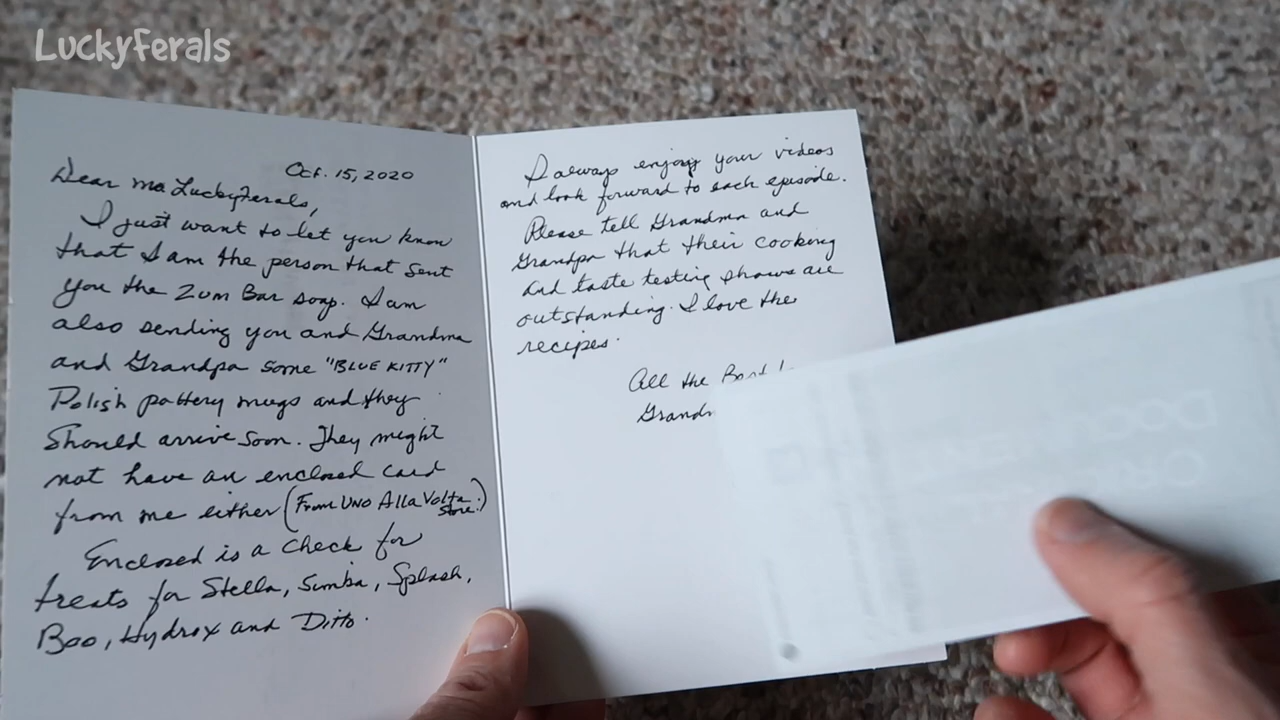 LuckyFerals
Oct. 15, 2020
Dear Ma LuckyFerals,
I just want to let you know
that I am the person that sent
you the Zum Bar soap. I am
also sending you and Grandma
and Grandpa some "BLUE KITTY"
Polish pottery mugs and they
should arrive soon. They might
not have an enclosed card
from me either (From UNO Alla Volta
Store.)
Enclosed is a check for
treats for Stella, Simba, Splash,
Boo, Hydrox and Ditto.
I always enjoy your videos
and look forward to each episode.
Please tell Grandma and
Grandpa that their cooking
and taste testing shows are
outstanding. I love the
recipes.
All the Best